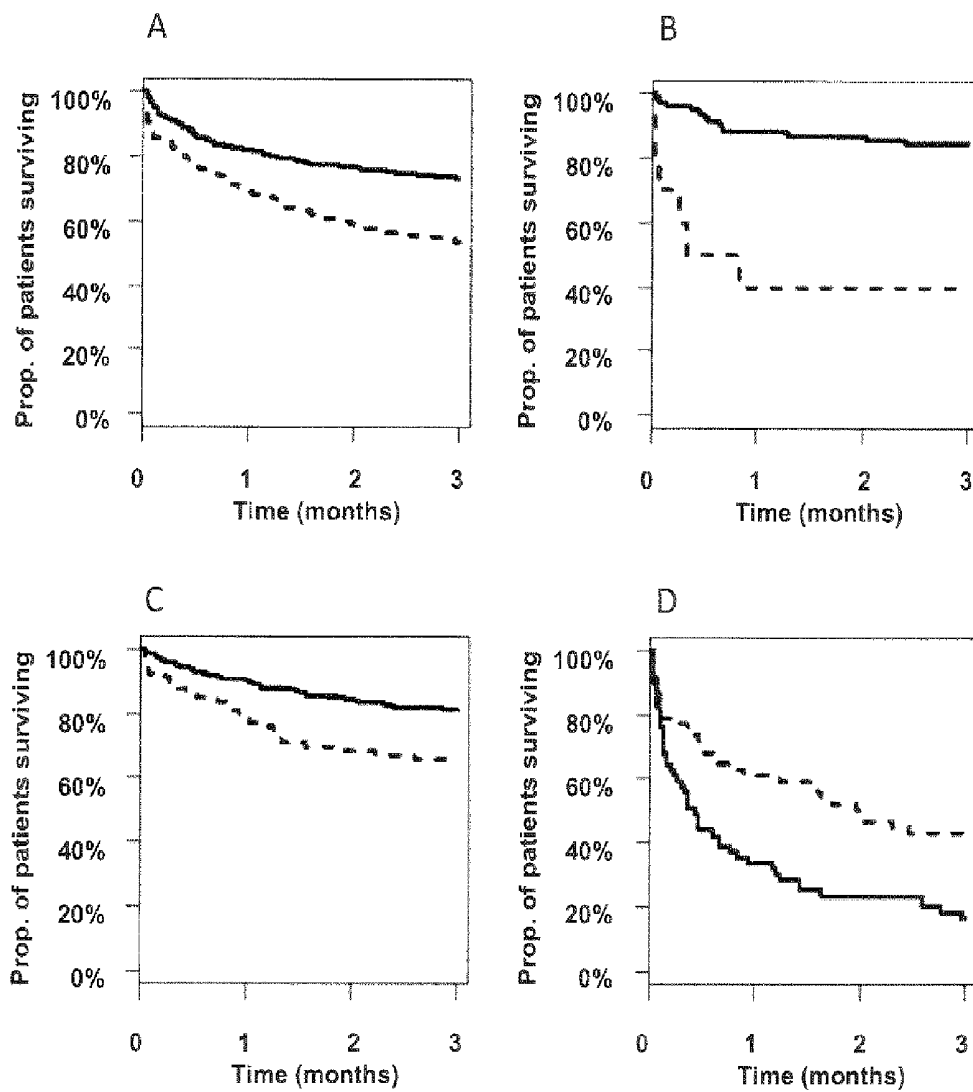 A
Prop. of patients surviving
100%
80%
60%
40%
20%
0%
0 1 2 3
Time (months)
B
Prop. of patients surviving
100%
80%
60%
40%
20%
0%
0 1 2 3
Time (months)
C
Prop. of patients surviving
100%
80%
60%
40%
20%
0%
0 1 2 3
Time (months)
D
Prop. of patients surviving
100%
80%
60%
40%
20%
0%
0 1 2 3
Time (months)